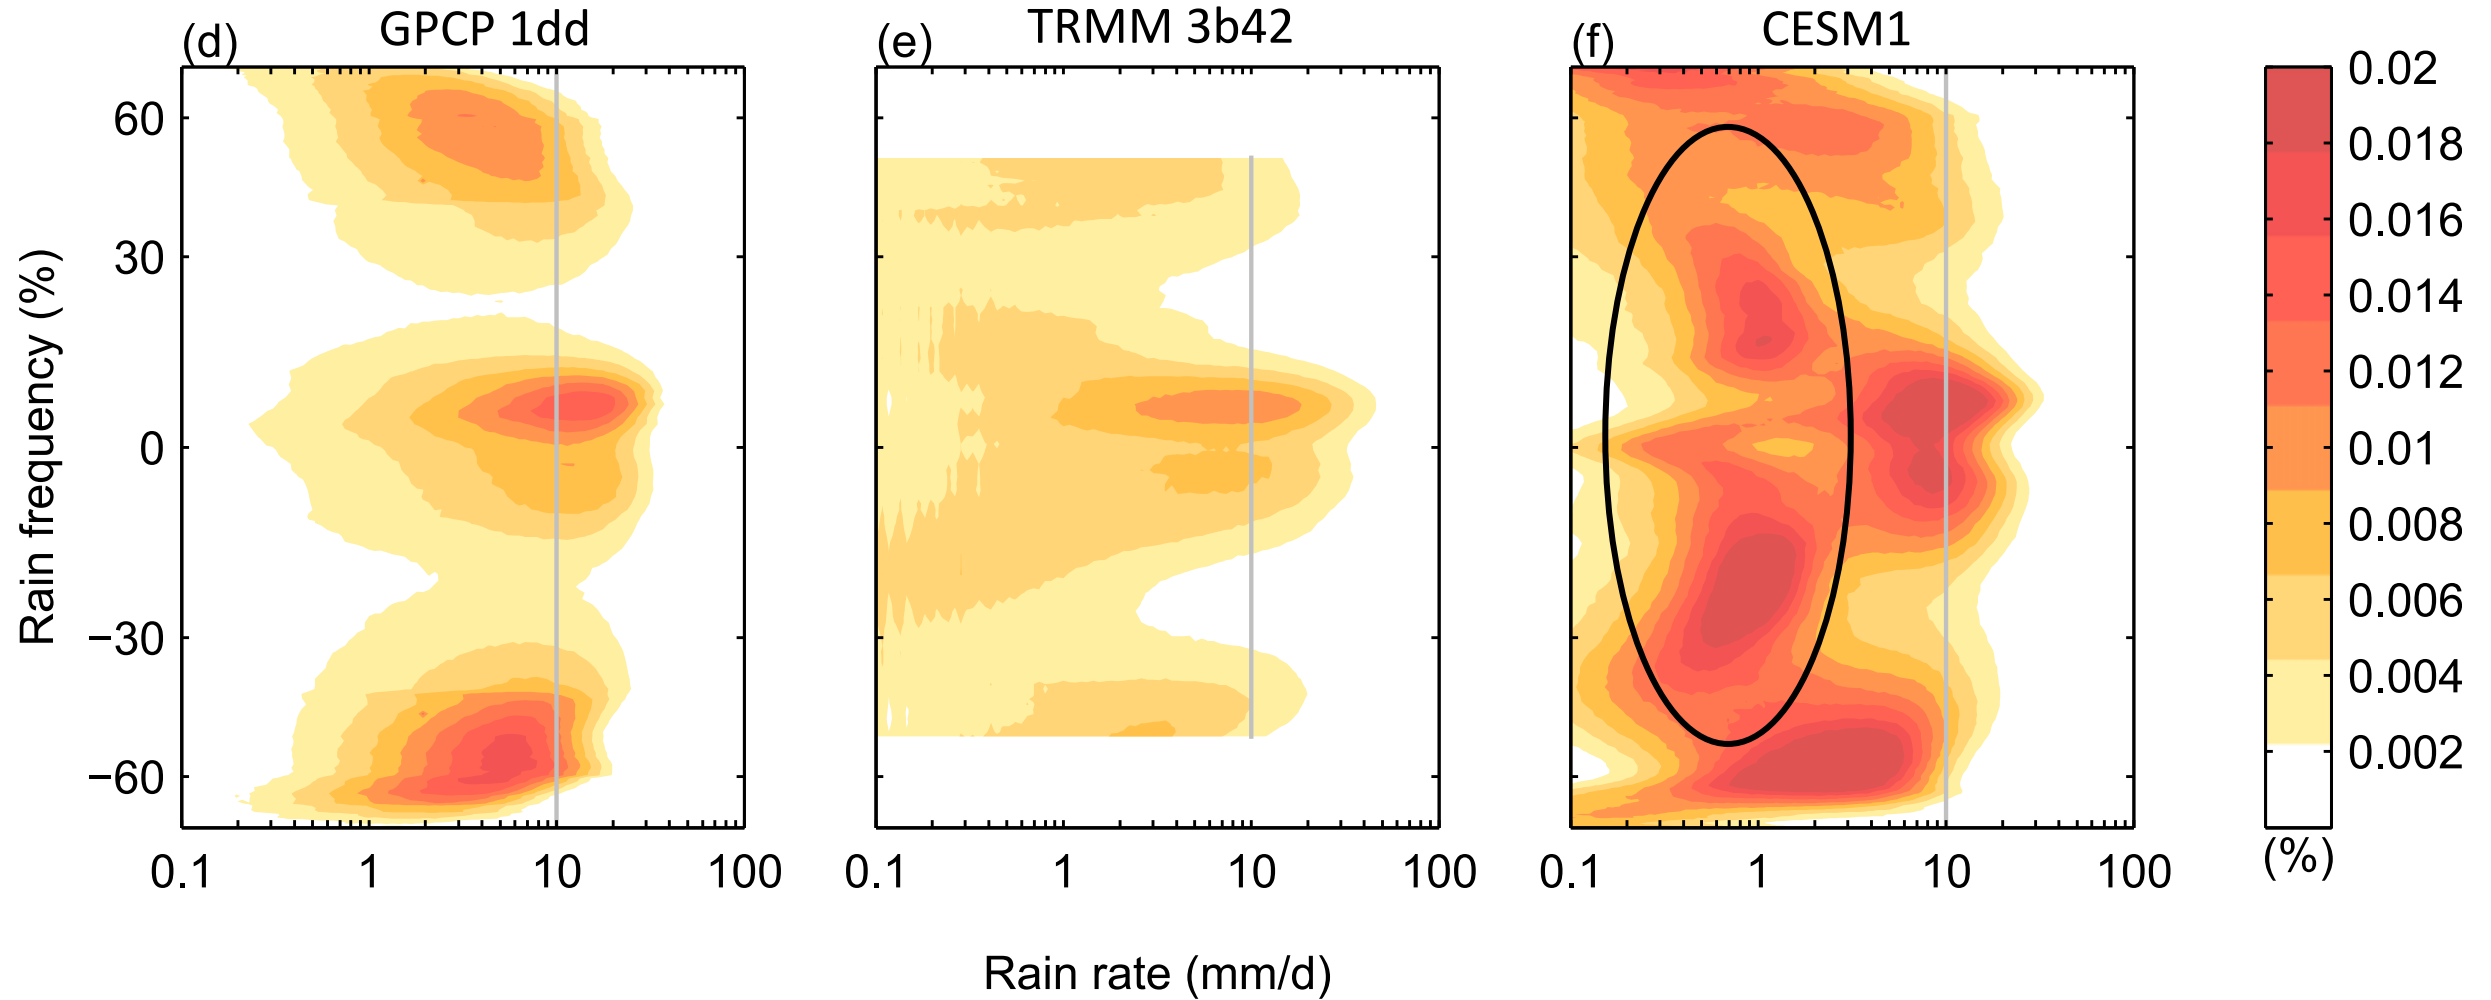 (d) GPCP 1dd
(e) TRMM 3b42
(f) CESM1
Rain frequency (%)
60
30
0
−30
−60
0.1 1 10 100
0.1 1 10 100
0.1 1 10 100
Rain rate (mm/d)
0.02
0.018
0.016
0.014
0.012
0.01
0.008
0.006
0.004
0.002
(%)